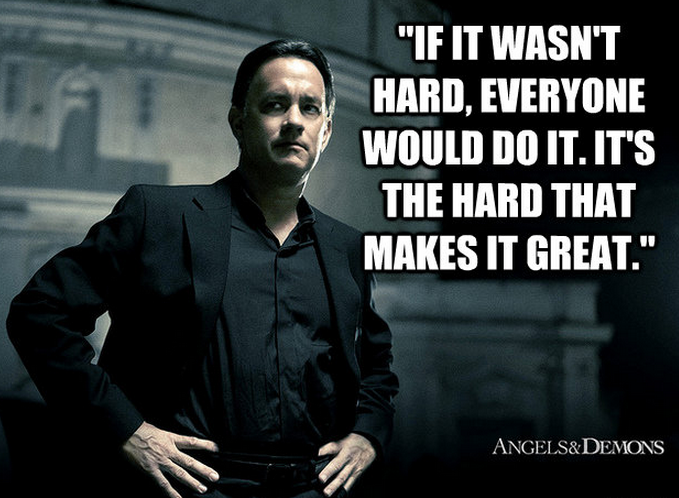 "IF IT WASN'T
HARD, EVERYONE
WOULD DO IT. IT'S
THE HARD THAT
MAKES IT GREAT."
ANGELS&DEMONS